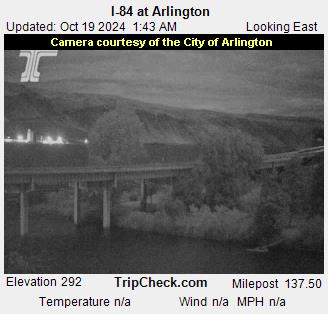 I-84 at Arlington
Updated: Oct 19 2024 1:43 AM Looking East
Camera courtesy of the City of Arlington
Elevation 292 TripCheck.com Milepost 137.50
Temperature n/a Wind n/a MPH n/a